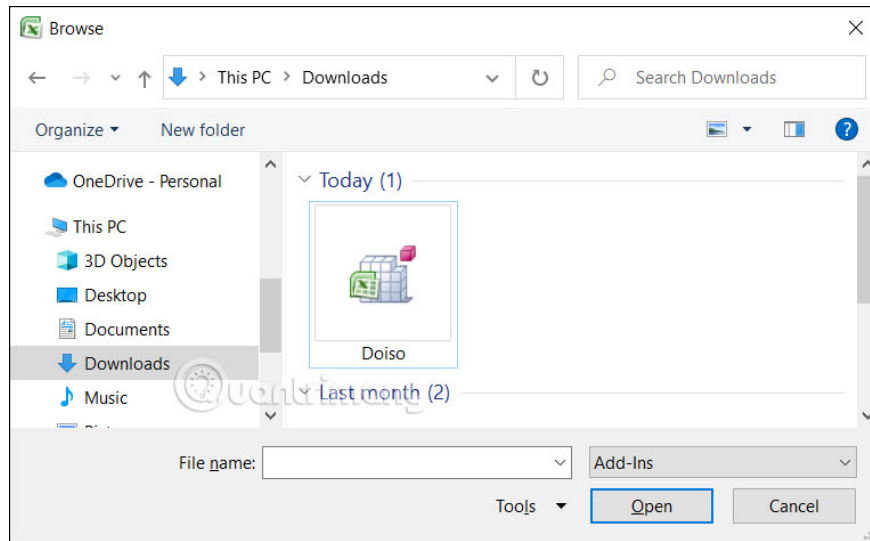 Browse
This PC > Downloads
Search Downloads
Organize
New folder
OneDrive - Personal
This PC
3D Objects
Desktop
Documents
Downloads
Music
Today (1)
Doiso
Last month (2)
Quantrimang
File name:
Add-Ins
Tools
Open
Cancel